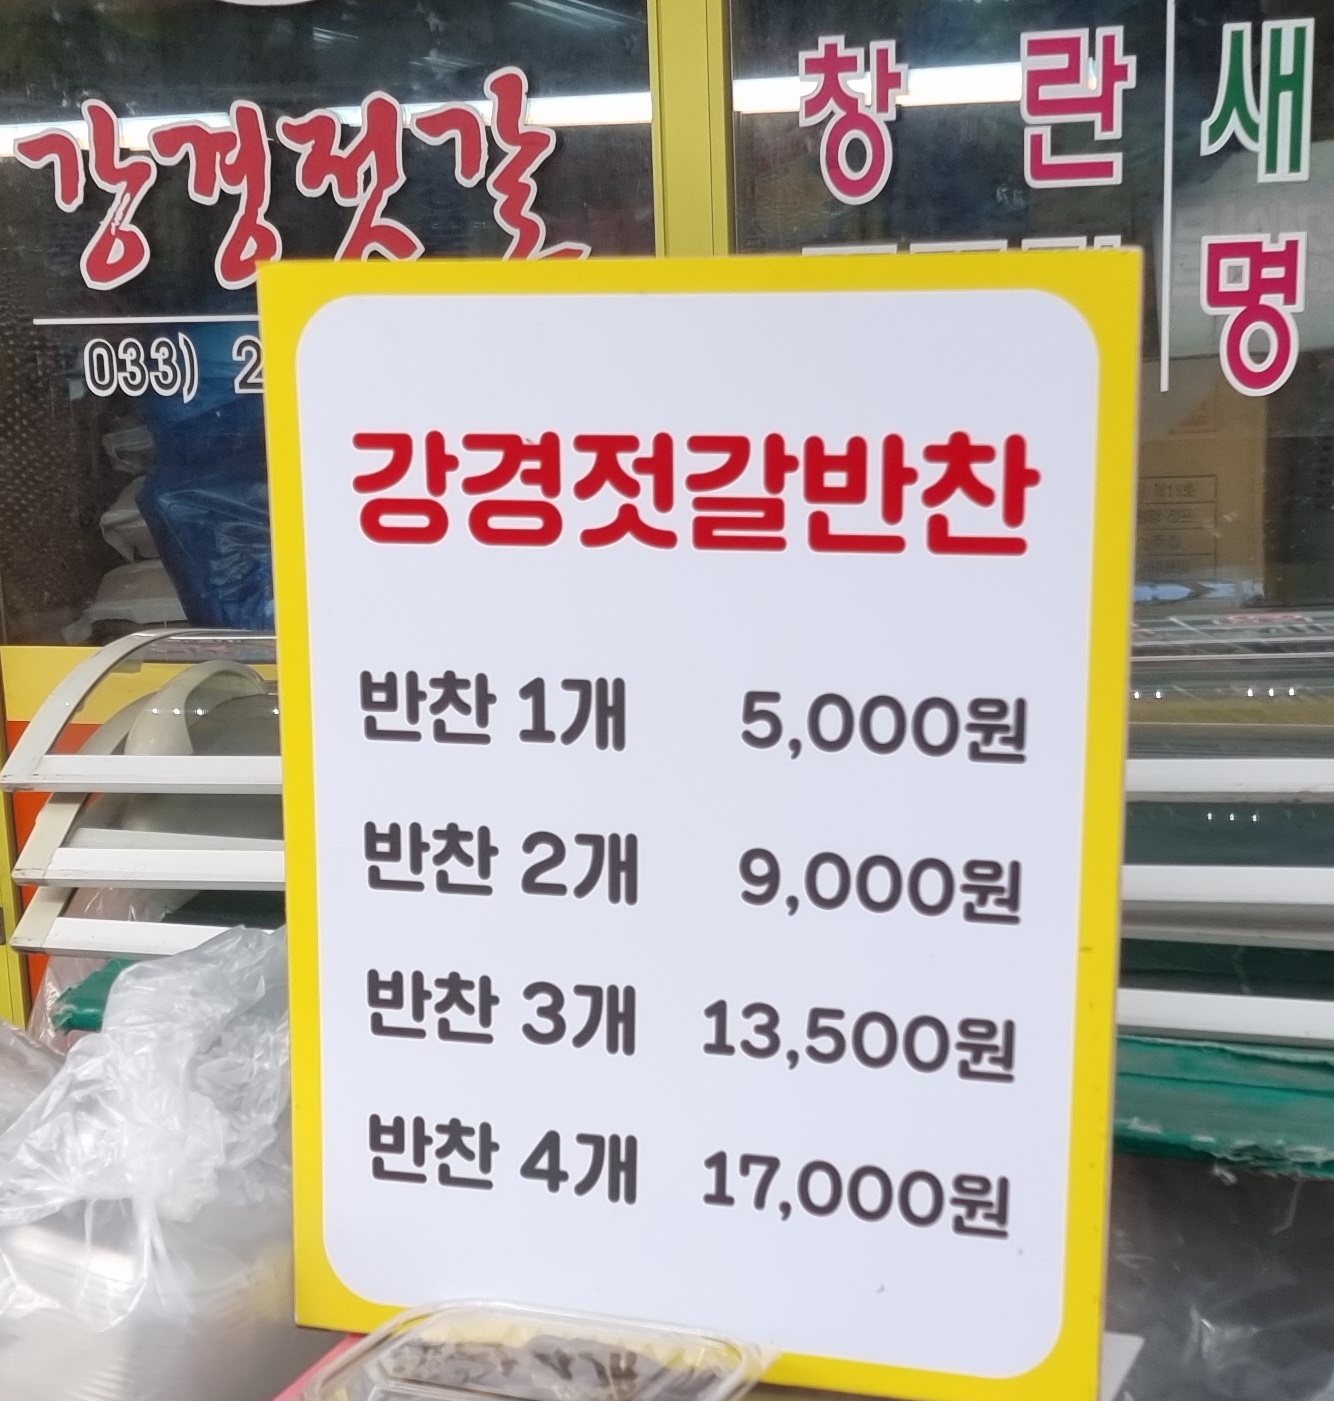 강경젓갈
033) 2
창란
새
명
강경젓갈반찬
반찬 1개 5,000원
반찬 2개 9,000원
반찬 3개 13,500원
반찬 4개 17,000원